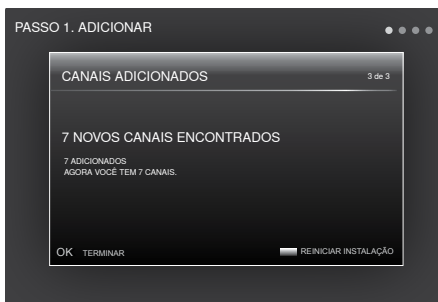 PASSO 1. ADICIONAR
CANAIS ADICIONADOS 3 de 3
7 NOVOS CANAIS ENCONTRADOS
7 ADICIONADOS
AGORA VOCÊ TEM 7 CANAIS.
OK TERMINAR REINICIAR INSTALAÇÃO